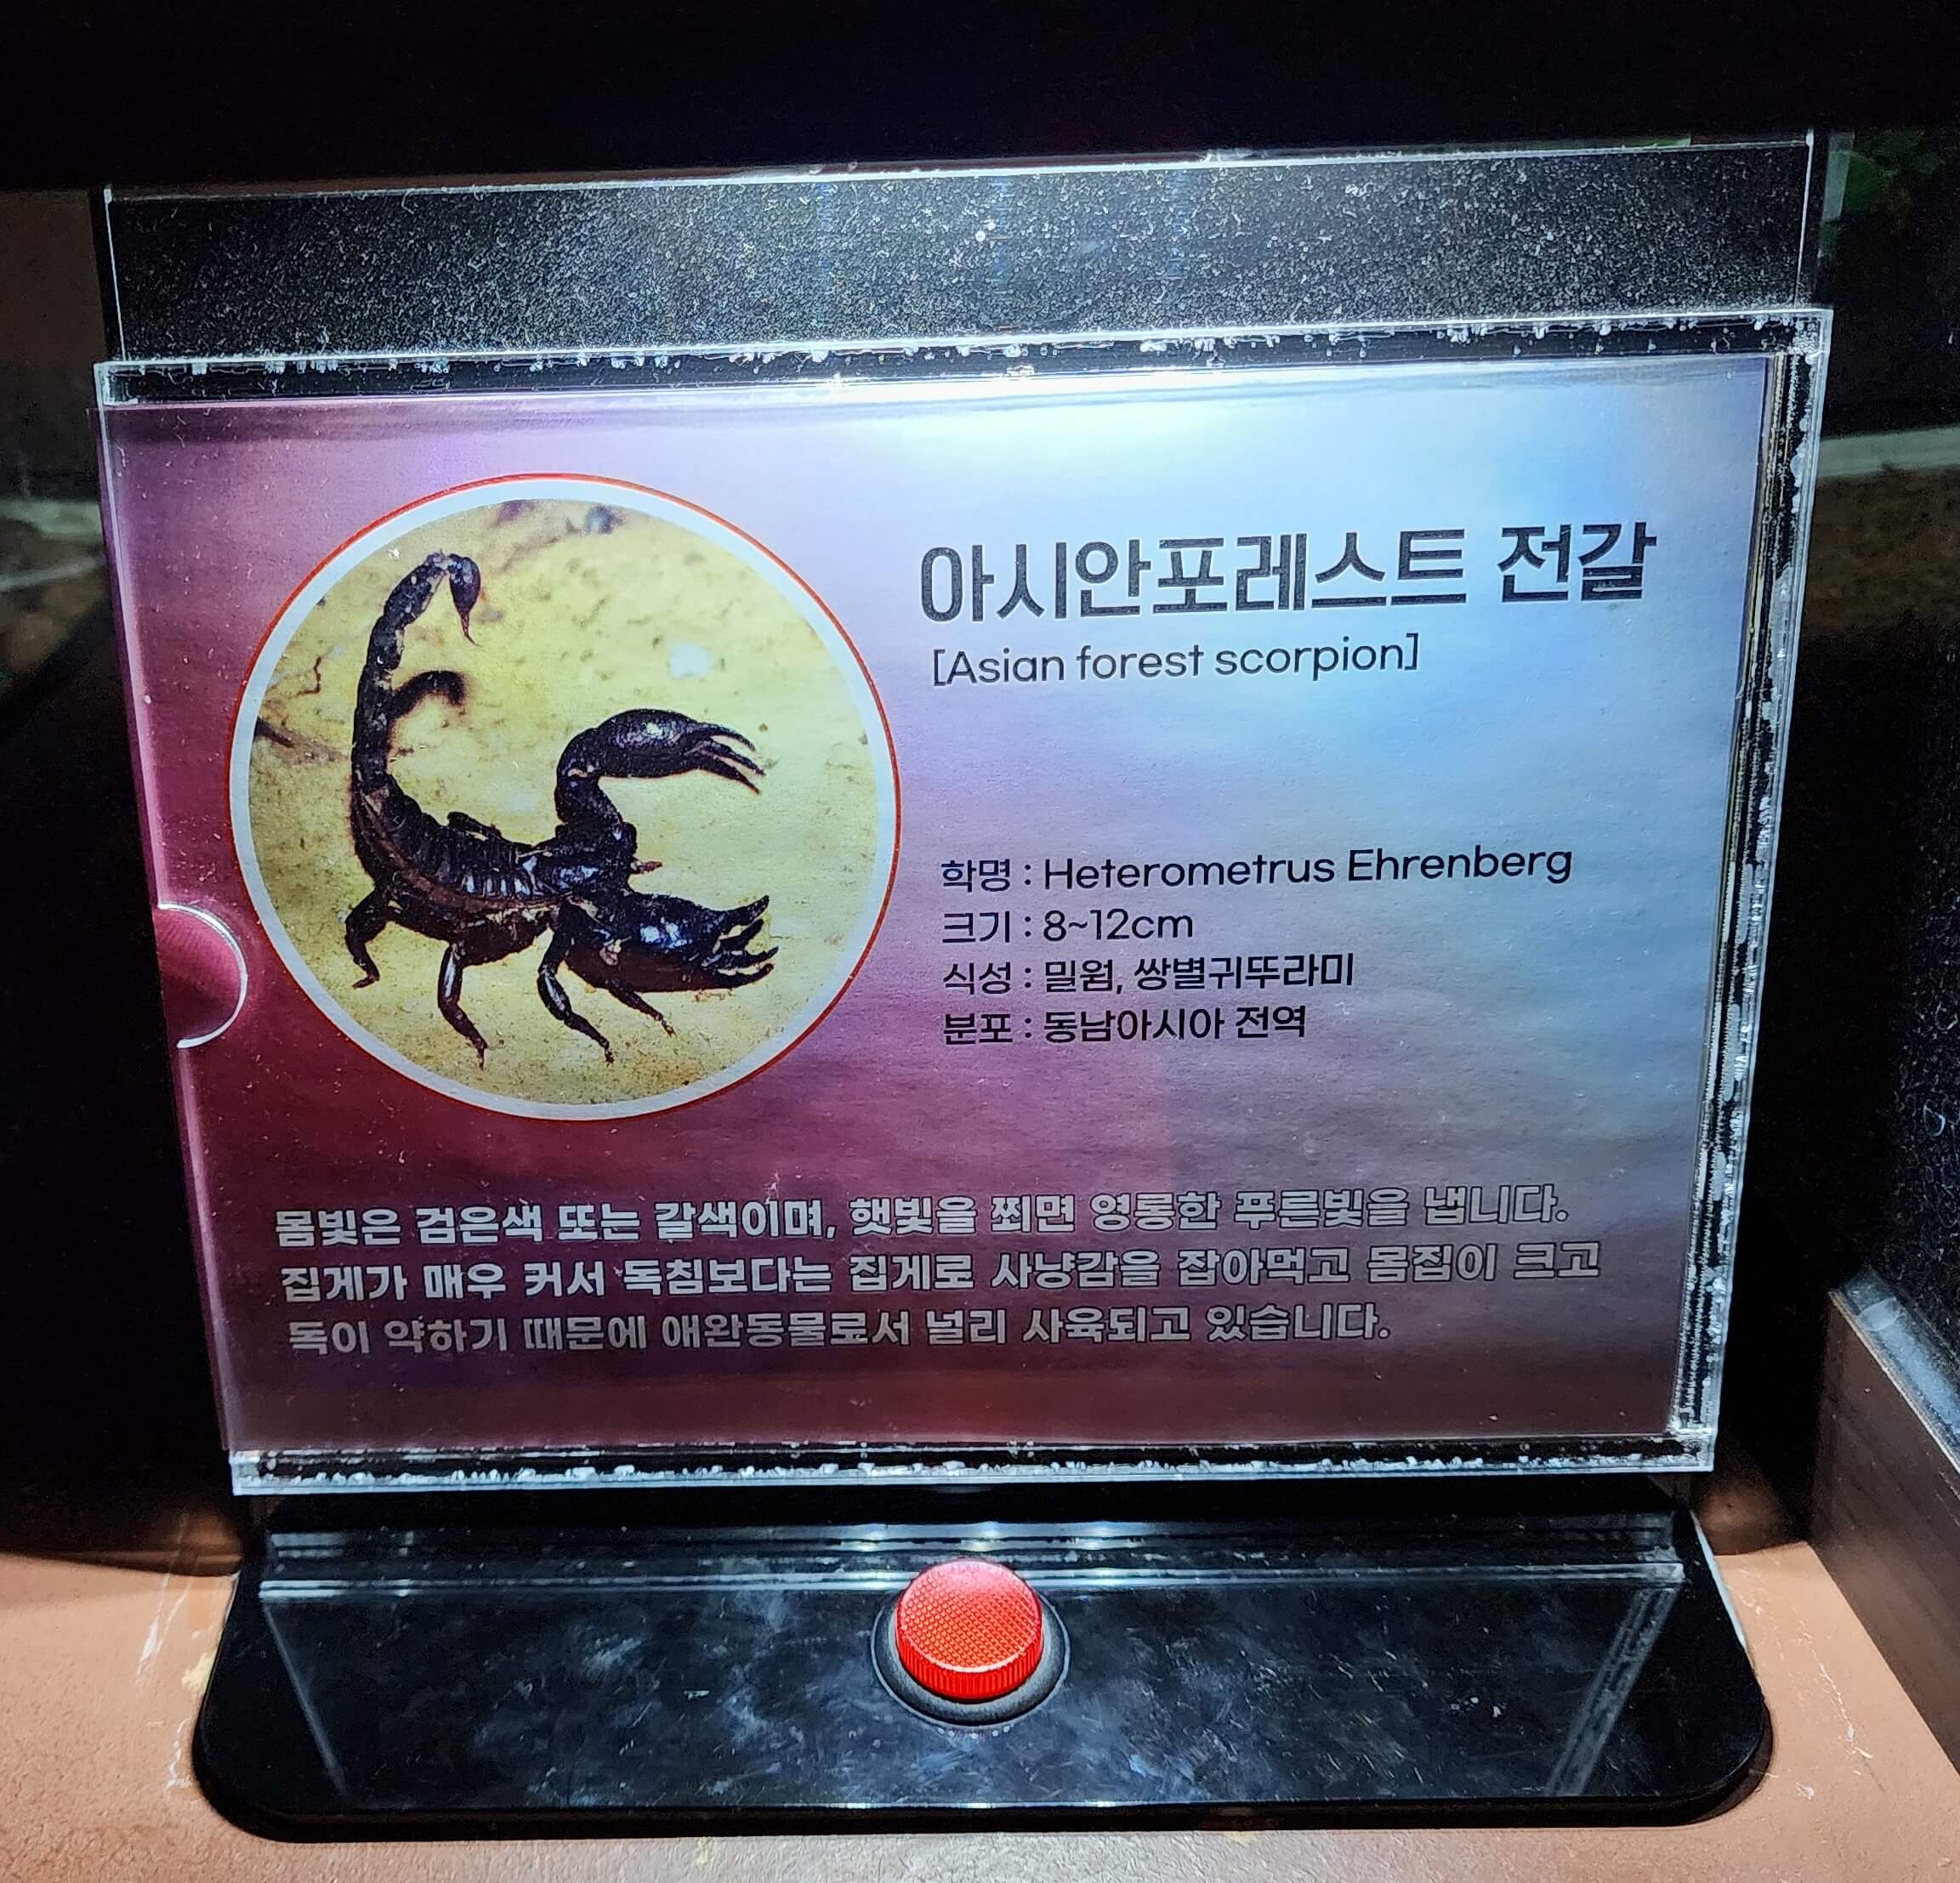 아시안포레스트 전갈
[Asian forest scorpion]
학명 : Heterometrus Ehrenberg
크기 : 8~12cm
식성 : 밀웜, 쌍별귀뚜라미
분포 : 동남아시아 전역
몸빛은 검은색 또는 갈색이며, 햇빛을 쬐면 영롱한 푸른빛을 냅니다.
집게가 매우 커서 독침보다는 집게로 사냥감을 잡아먹고 몸집이 크고
독이 약하기 때문에 애완동물로서 널리 사육되고 있습니다.